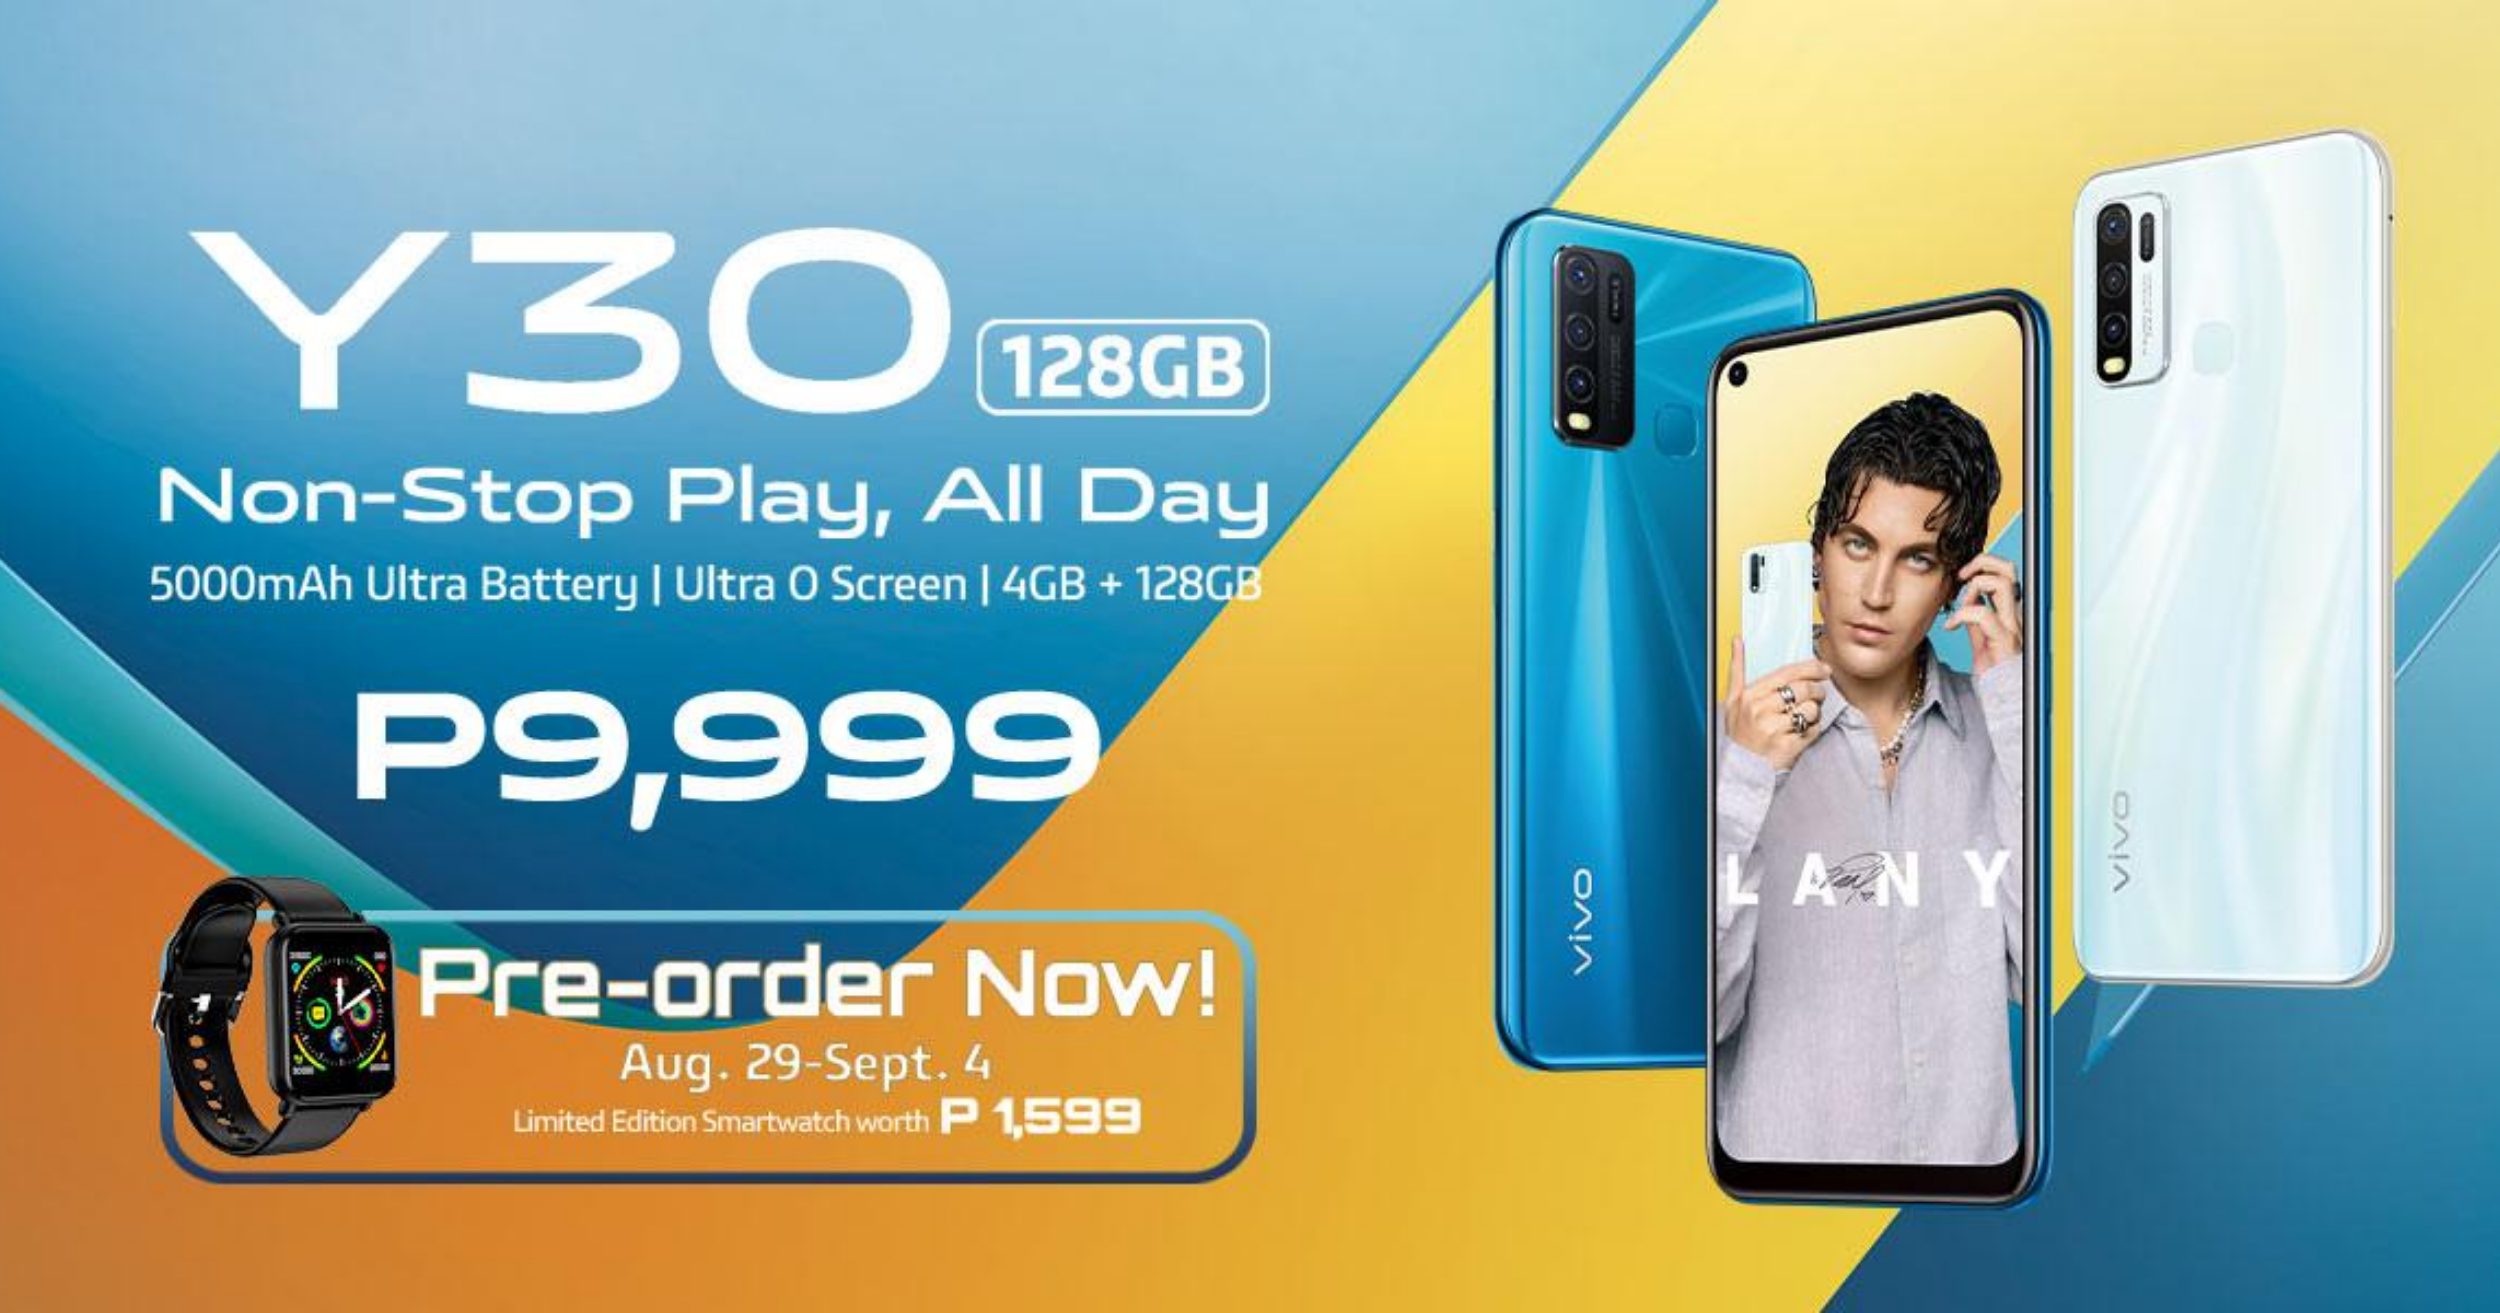 Y30 128GB
Non-Stop Play, All Day
5000mAh Ultra Battery | Ultra O Screen | 4GB + 128GB
P9,999
Pre-order Now!
Aug. 29-Sept. 4
Limited Edition Smartwatch worth P 1,599
vivo
LANY
vivo